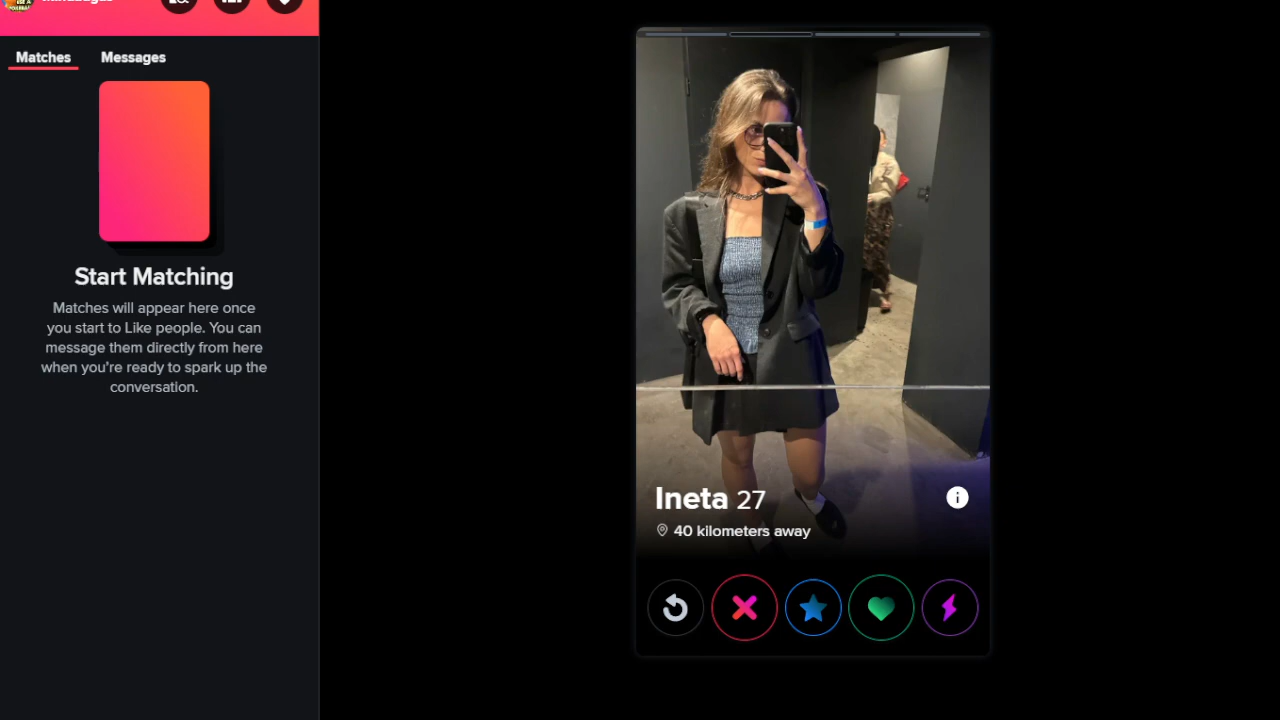 Matches Messages
Start Matching
Matches will appear here once
you start to Like people. You can
message them directly from here
when you're ready to spark up the
conversation.
Ineta 27
40 kilometers away